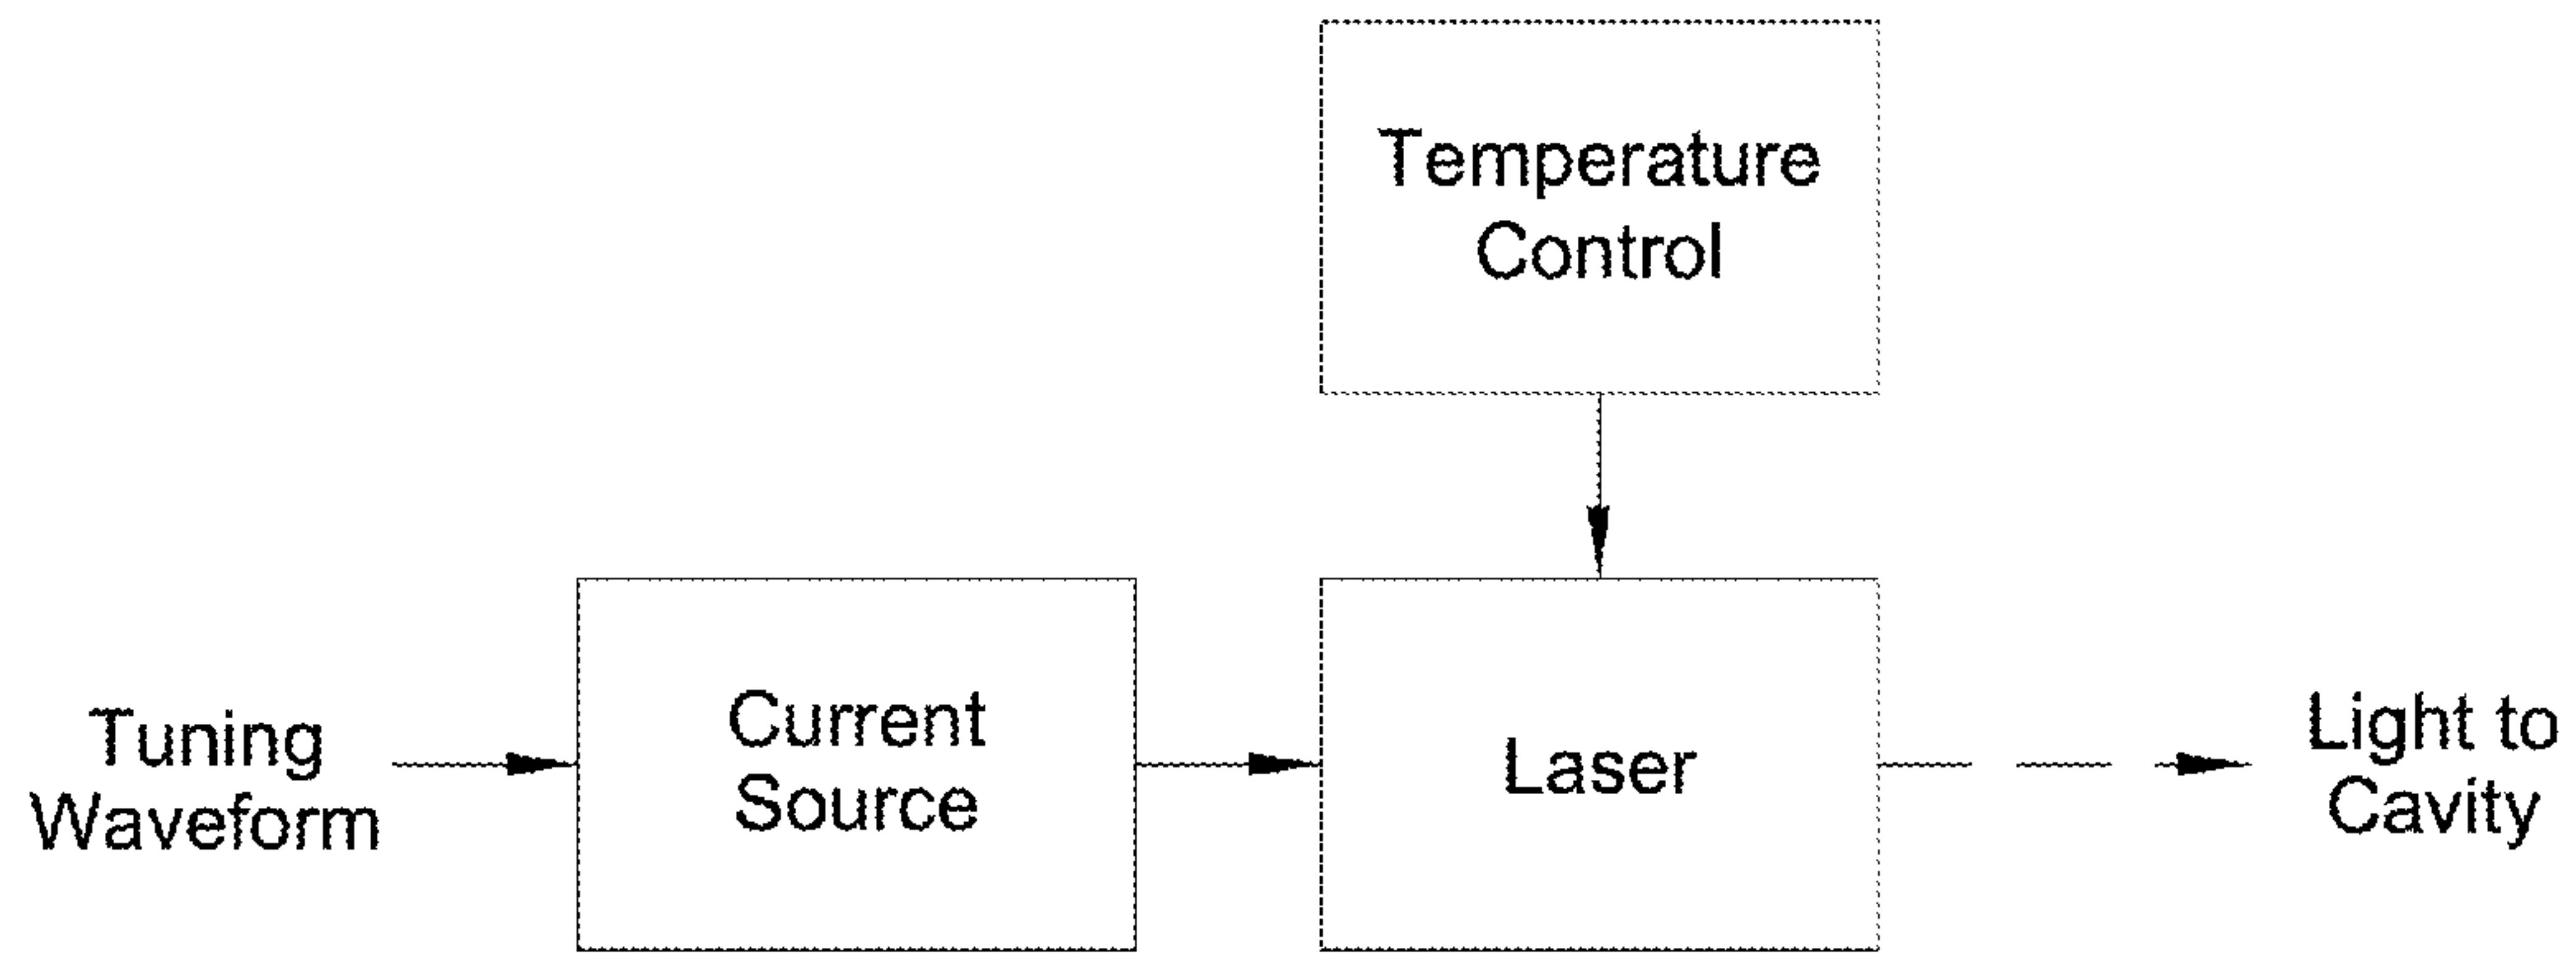 Temperature
Control
Tuning
Waveform
Current
Source
Laser
Light to
Cavity